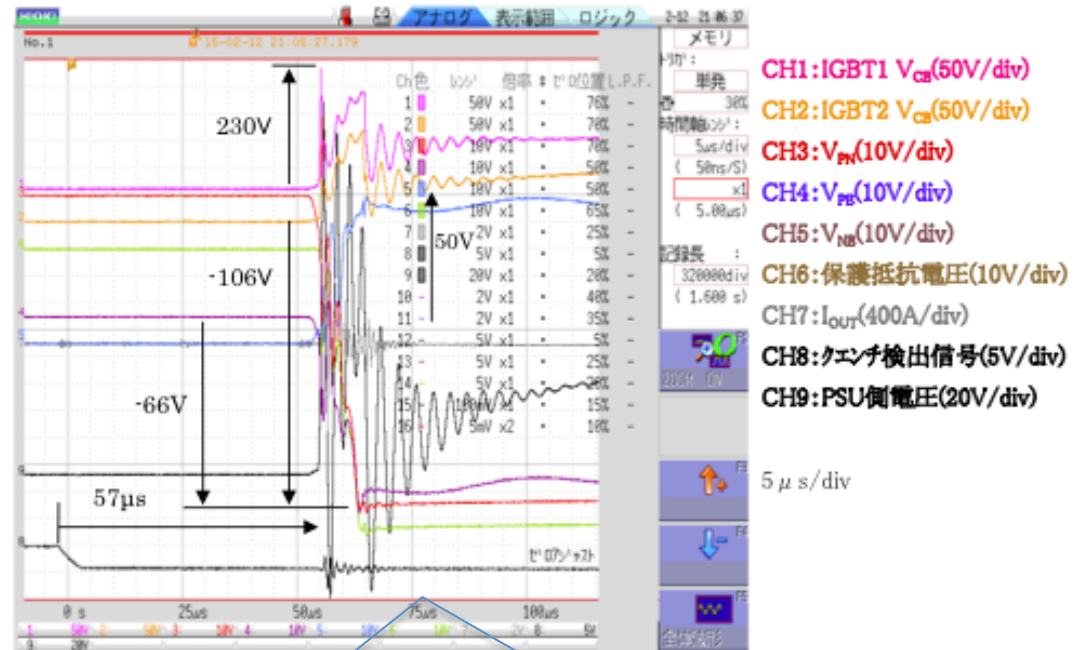 HIOKI
アナログ 表示範囲 ロジック 2-12 21:06:37
No.1
15-02-12 21:05:27.179
メモリ
トリガ:
単発
30%
時間軸レンジ:
5us/div
( 50ns/S)
x1
( 5.00us)
記録長 :
320000div
( 1.600 s)
Ch 色 レンジ 倍率 ゼロ位置 L.P.F.
1 50V x1 76% -
2 50V x1 70% -
3 10V x1 70% -
4 10V x1 50% -
5 10V x1 50% -
6 10V x1 65% -
7 2V x1 25% -
8 5V x1 5% -
9 20V x1 20% -
10 - 2V x1 40% -
11 - 2V x1 35% -
12 - 5V x1 5% -
13 - 5V x1 25% -
14 - 5V x1 20% -
15 x1 15% -
16 - 5mV x2 10% -
230V
50V
-106V
-66V
57μs
ゼロアジャスト
0 s 25us 50us 75us 100us
全体波形
CH1:IGBT1 VCE(50V/div)
CH2:IGBT2 VCE(50V/div)
CH3:VPN(10V/div)
CH4:VPE(10V/div)
CH5:VNE(10V/div)
CH6:保護抵抗電圧(10V/div)
CH7:IOUT(400A/div)
CH8:クエンチ検出信号(5V/div)
CH9:PSU側電圧(20V/div)
5μs/div